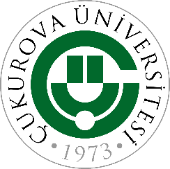 ÇUKUROVA ÜNİVERSİTESİ
• 1973 •